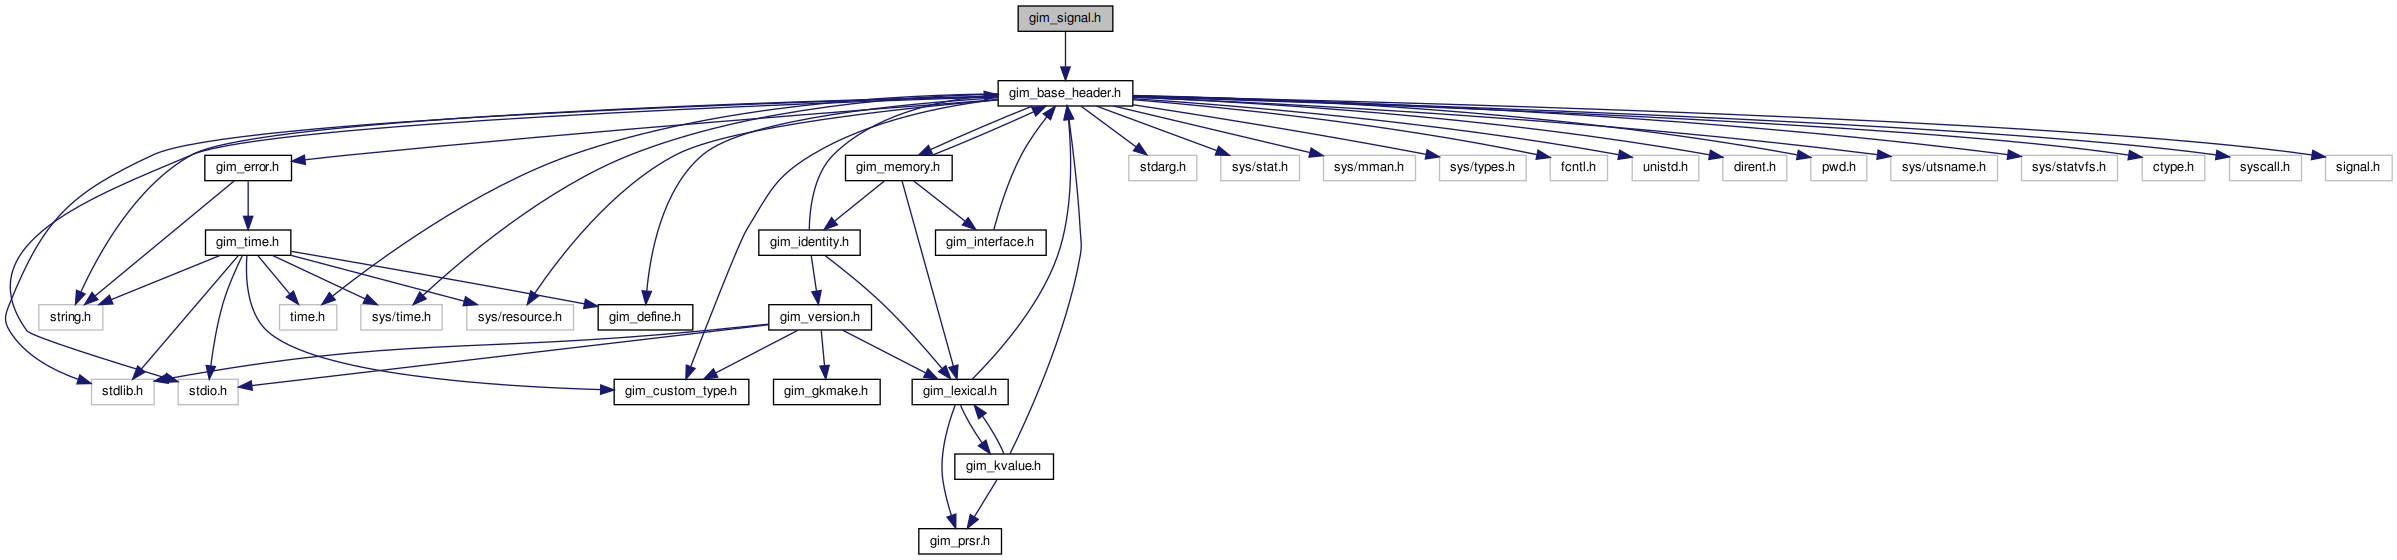 gim_signal.h
gim_base_header.h
gim_error.h
gim_memory.h
stdarg.h
sys/stat.h
sys/mman.h
sys/types.h
fcntl.h
unistd.h
dirent.h
pwd.h
sys/utsname.h
sys/statvfs.h
ctype.h
syscall.h
signal.h
gim_time.h
gim_identity.h
gim_interface.h
string.h
time.h
sys/time.h
sys/resource.h
gim_define.h
gim_version.h
stdlib.h
stdio.h
gim_custom_type.h
gim_gkmake.h
gim_lexical.h
gim_kvalue.h
gim_prsr.h